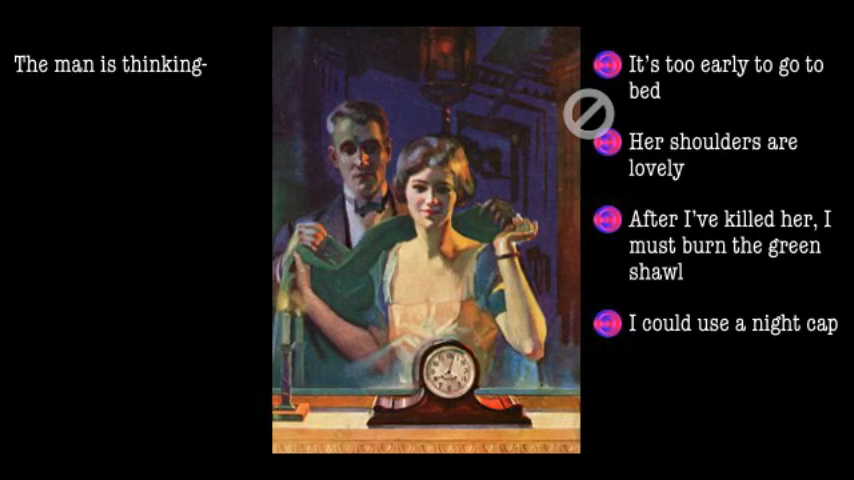 The man is thinking-
It's too early to go to
bed
Her shoulders are
lovely
After I've killed her, I
must burn the green
shawl
I could use a night cap